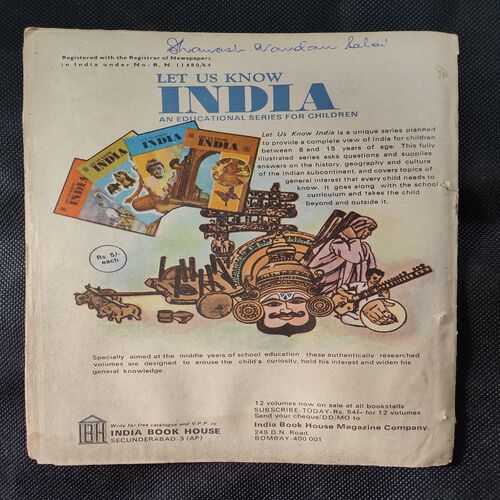 Registered with the Registrar of Newspapers
in India under No: R. N. 11480/64
LET US KNOW
INDIA
AN EDUCATIONAL SERIES FOR CHILDREN
Let Us Know India is a unique series planned
to provide a complete view of India for children
between 8 and 15 years of age. This fully
illustrated series asks questions and supplies
answers on the history, geography and culture
of the Indian subcontinent, and covers topics of
general interest that every child needs to
know. It goes along with the school
curriculum and takes the child
beyond and outside it.
INDIA
INDIA
INDIA
INDIA
Rs. 5/-
each
Specially aimed at the middle years of school education these authentically researched
volumes are designed to arouse the child's curiosity, hold his interest and widen his
general knowledge.
12 volumes now on sale at all bookstalls
SUBSCRIBE-TODAY-Rs. 54/- for 12 volumes
Send your cheque/DD/MO to
India Book House Magazine Company.
249 D.N. Road
BOMBAY-400 001
Write for free catalogue and V.P.P. to
INDIA BOOK HOUSE
SECUNDERABAD-3 (AP)